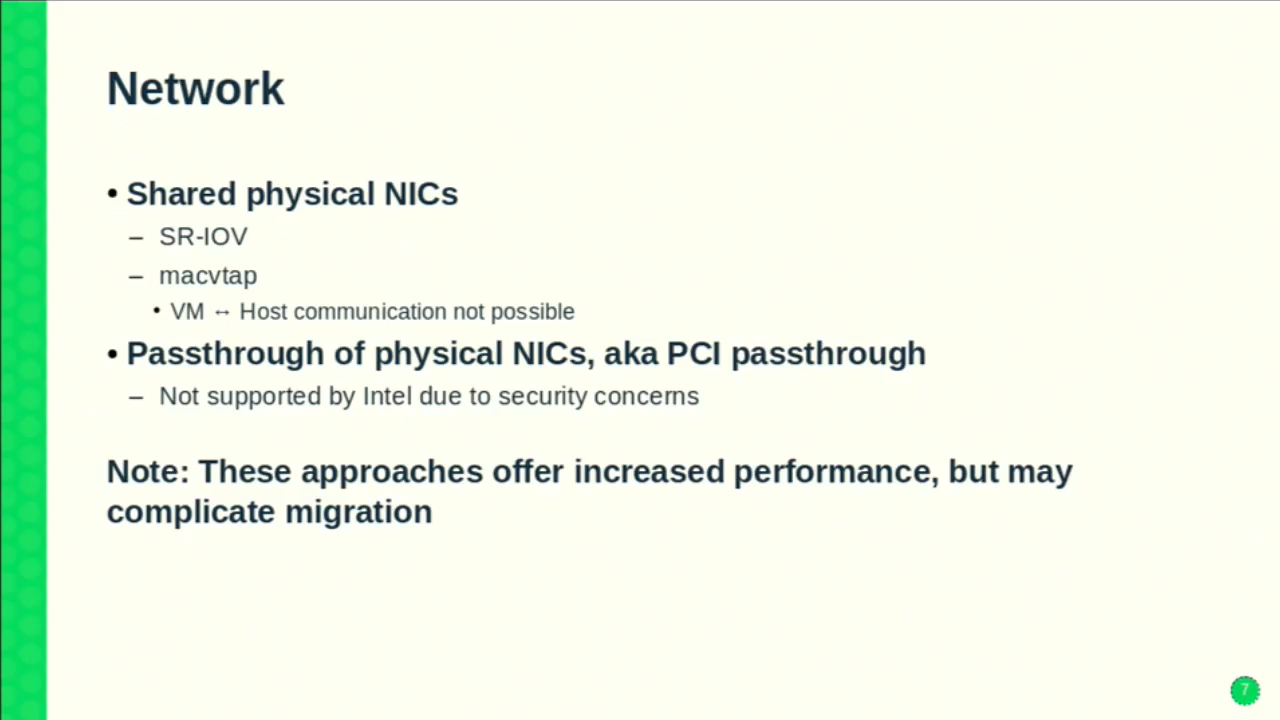 Network
• Shared physical NICs
– SR-IOV
– macvtap
• VM ↔ Host communication not possible
• Passthrough of physical NICs, aka PCI passthrough
– Not supported by Intel due to security concerns
Note: These approaches offer increased performance, but may
complicate migration
7